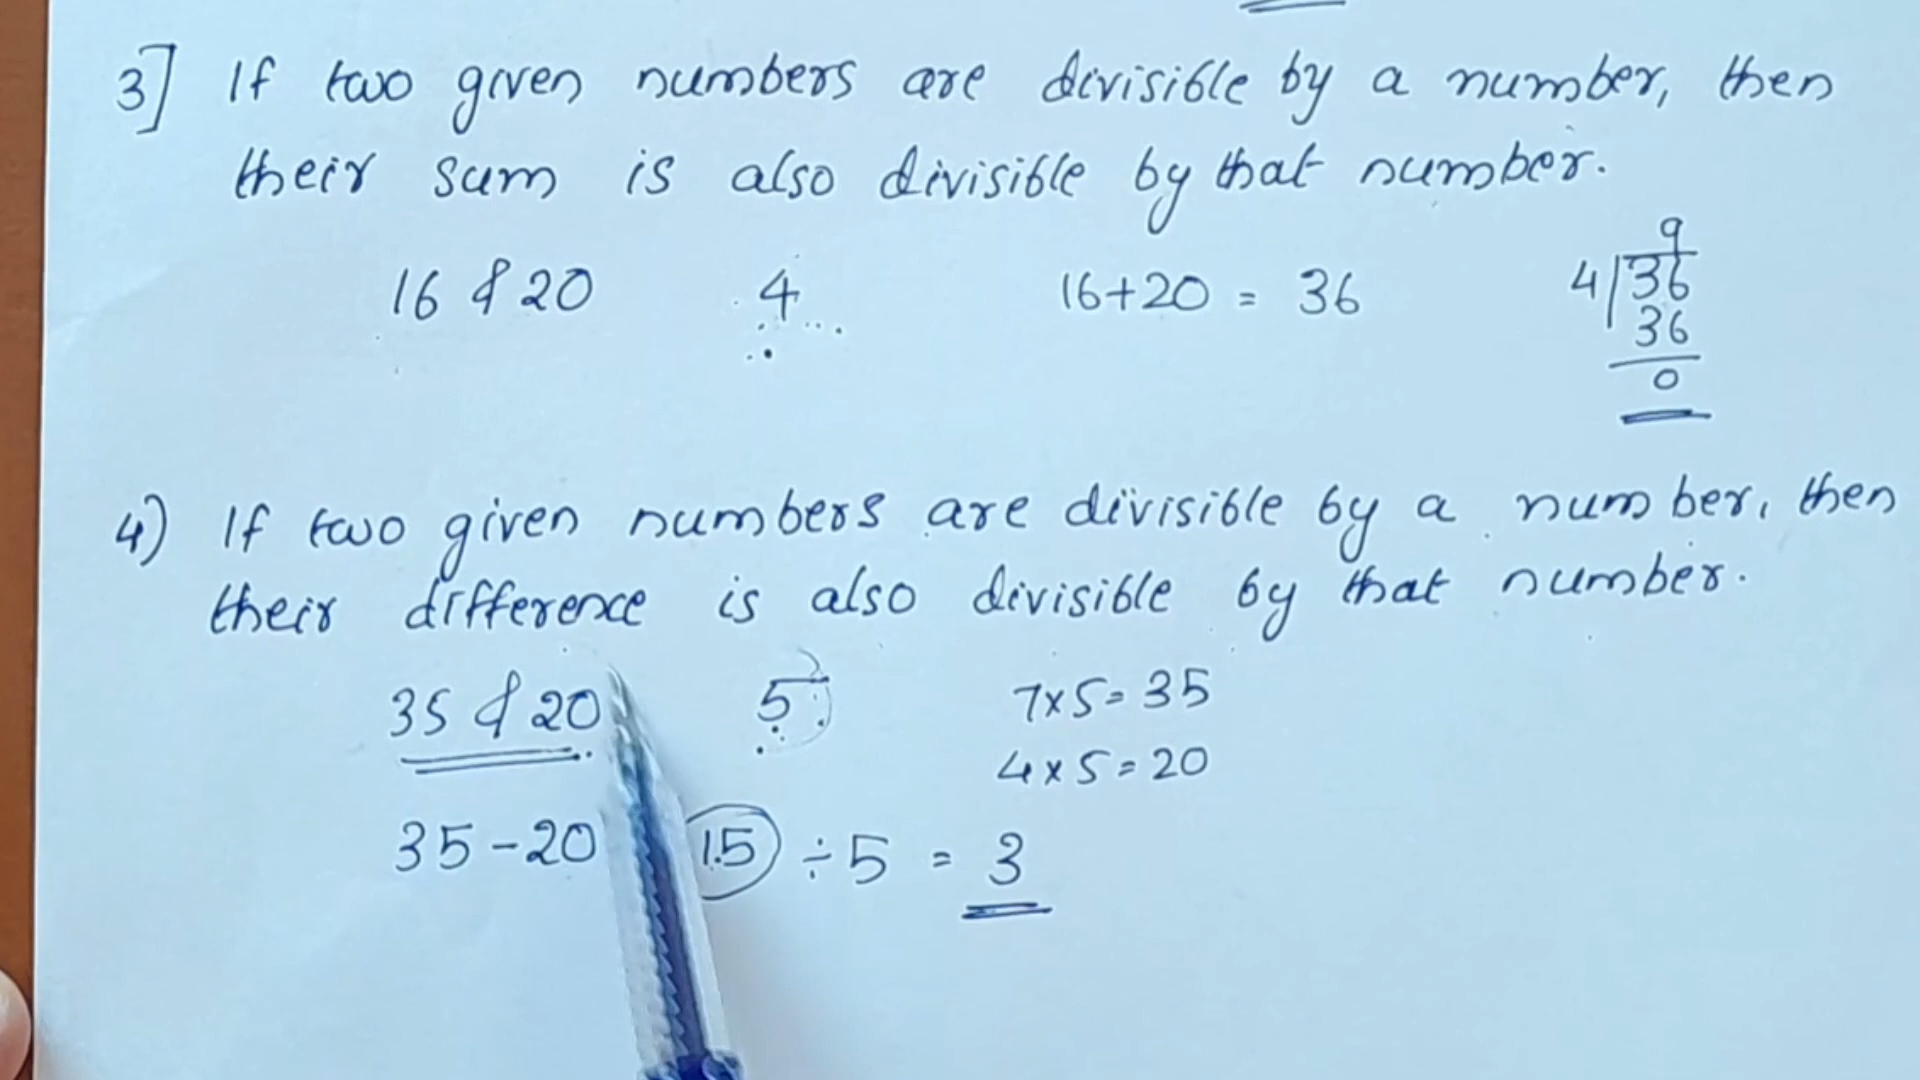 3] If two given numbers are divisible by a number, then
their sum is also divisible by that number.
16 & 20 4 16+20 = 36
9
4 36
36
0
4) If two given numbers are divisible by a number, then
their difference is also divisible by that number.
35 & 20 5 7×5=35
4×5=20
35-20 15 ÷5 = 3